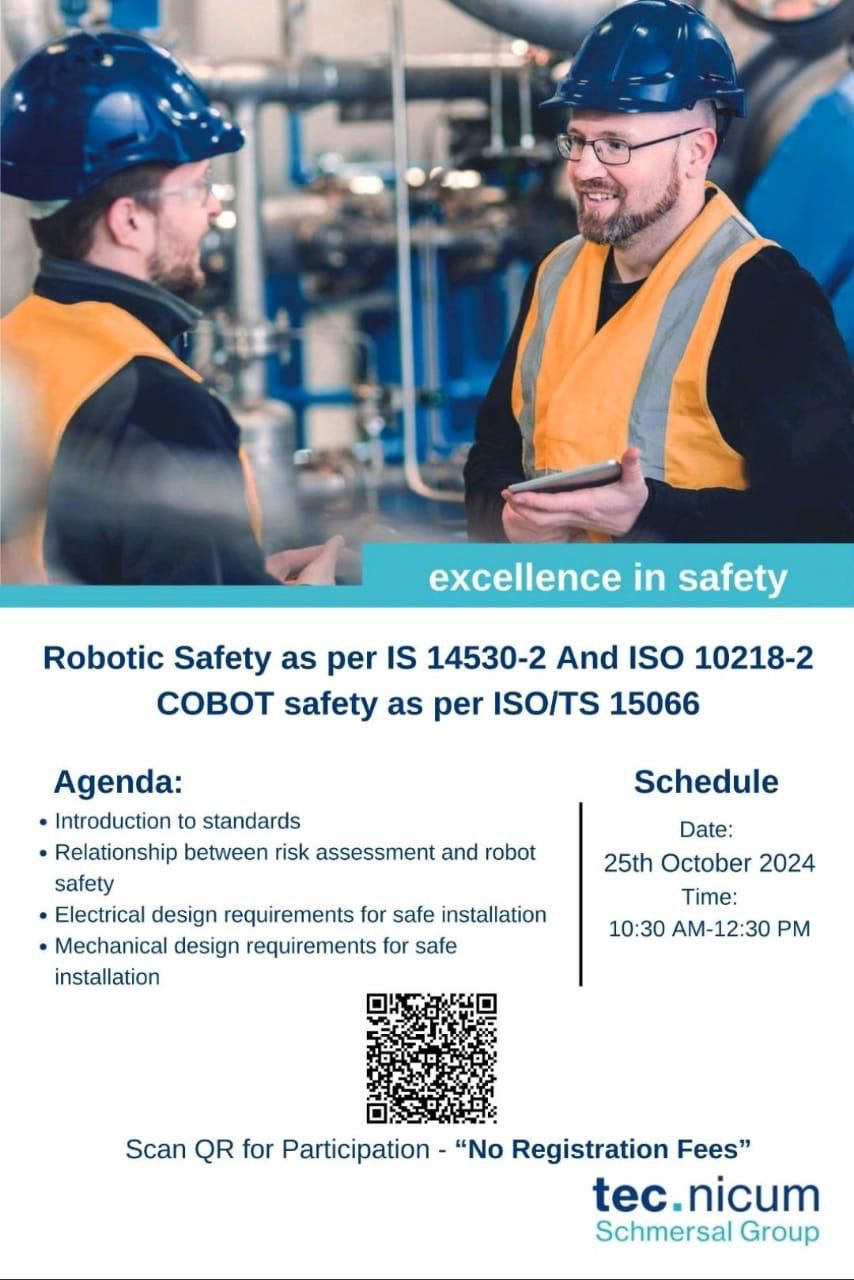 excellence in safety
Robotic Safety as per IS 14530-2 And ISO 10218-2
COBOT safety as per ISO/TS 15066
Agenda:
• Introduction to standards
• Relationship between risk assessment and robot
safety
• Electrical design requirements for safe installation
• Mechanical design requirements for safe
installation
Schedule
Date:
25th October 2024
Time:
10:30 AM-12:30 PM
Scan QR for Participation - “No Registration Fees”
tec.nicum
Schmersal Group